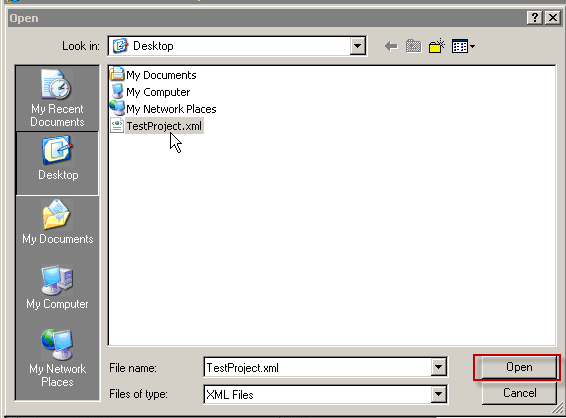 Open
Look in: Desktop
My Recent
Documents
Desktop
My Documents
My Computer
My Network
Places
My Documents
My Computer
My Network Places
TestProject.xml
File name: TestProject.xml Open
Files of type: XML Files Cancel